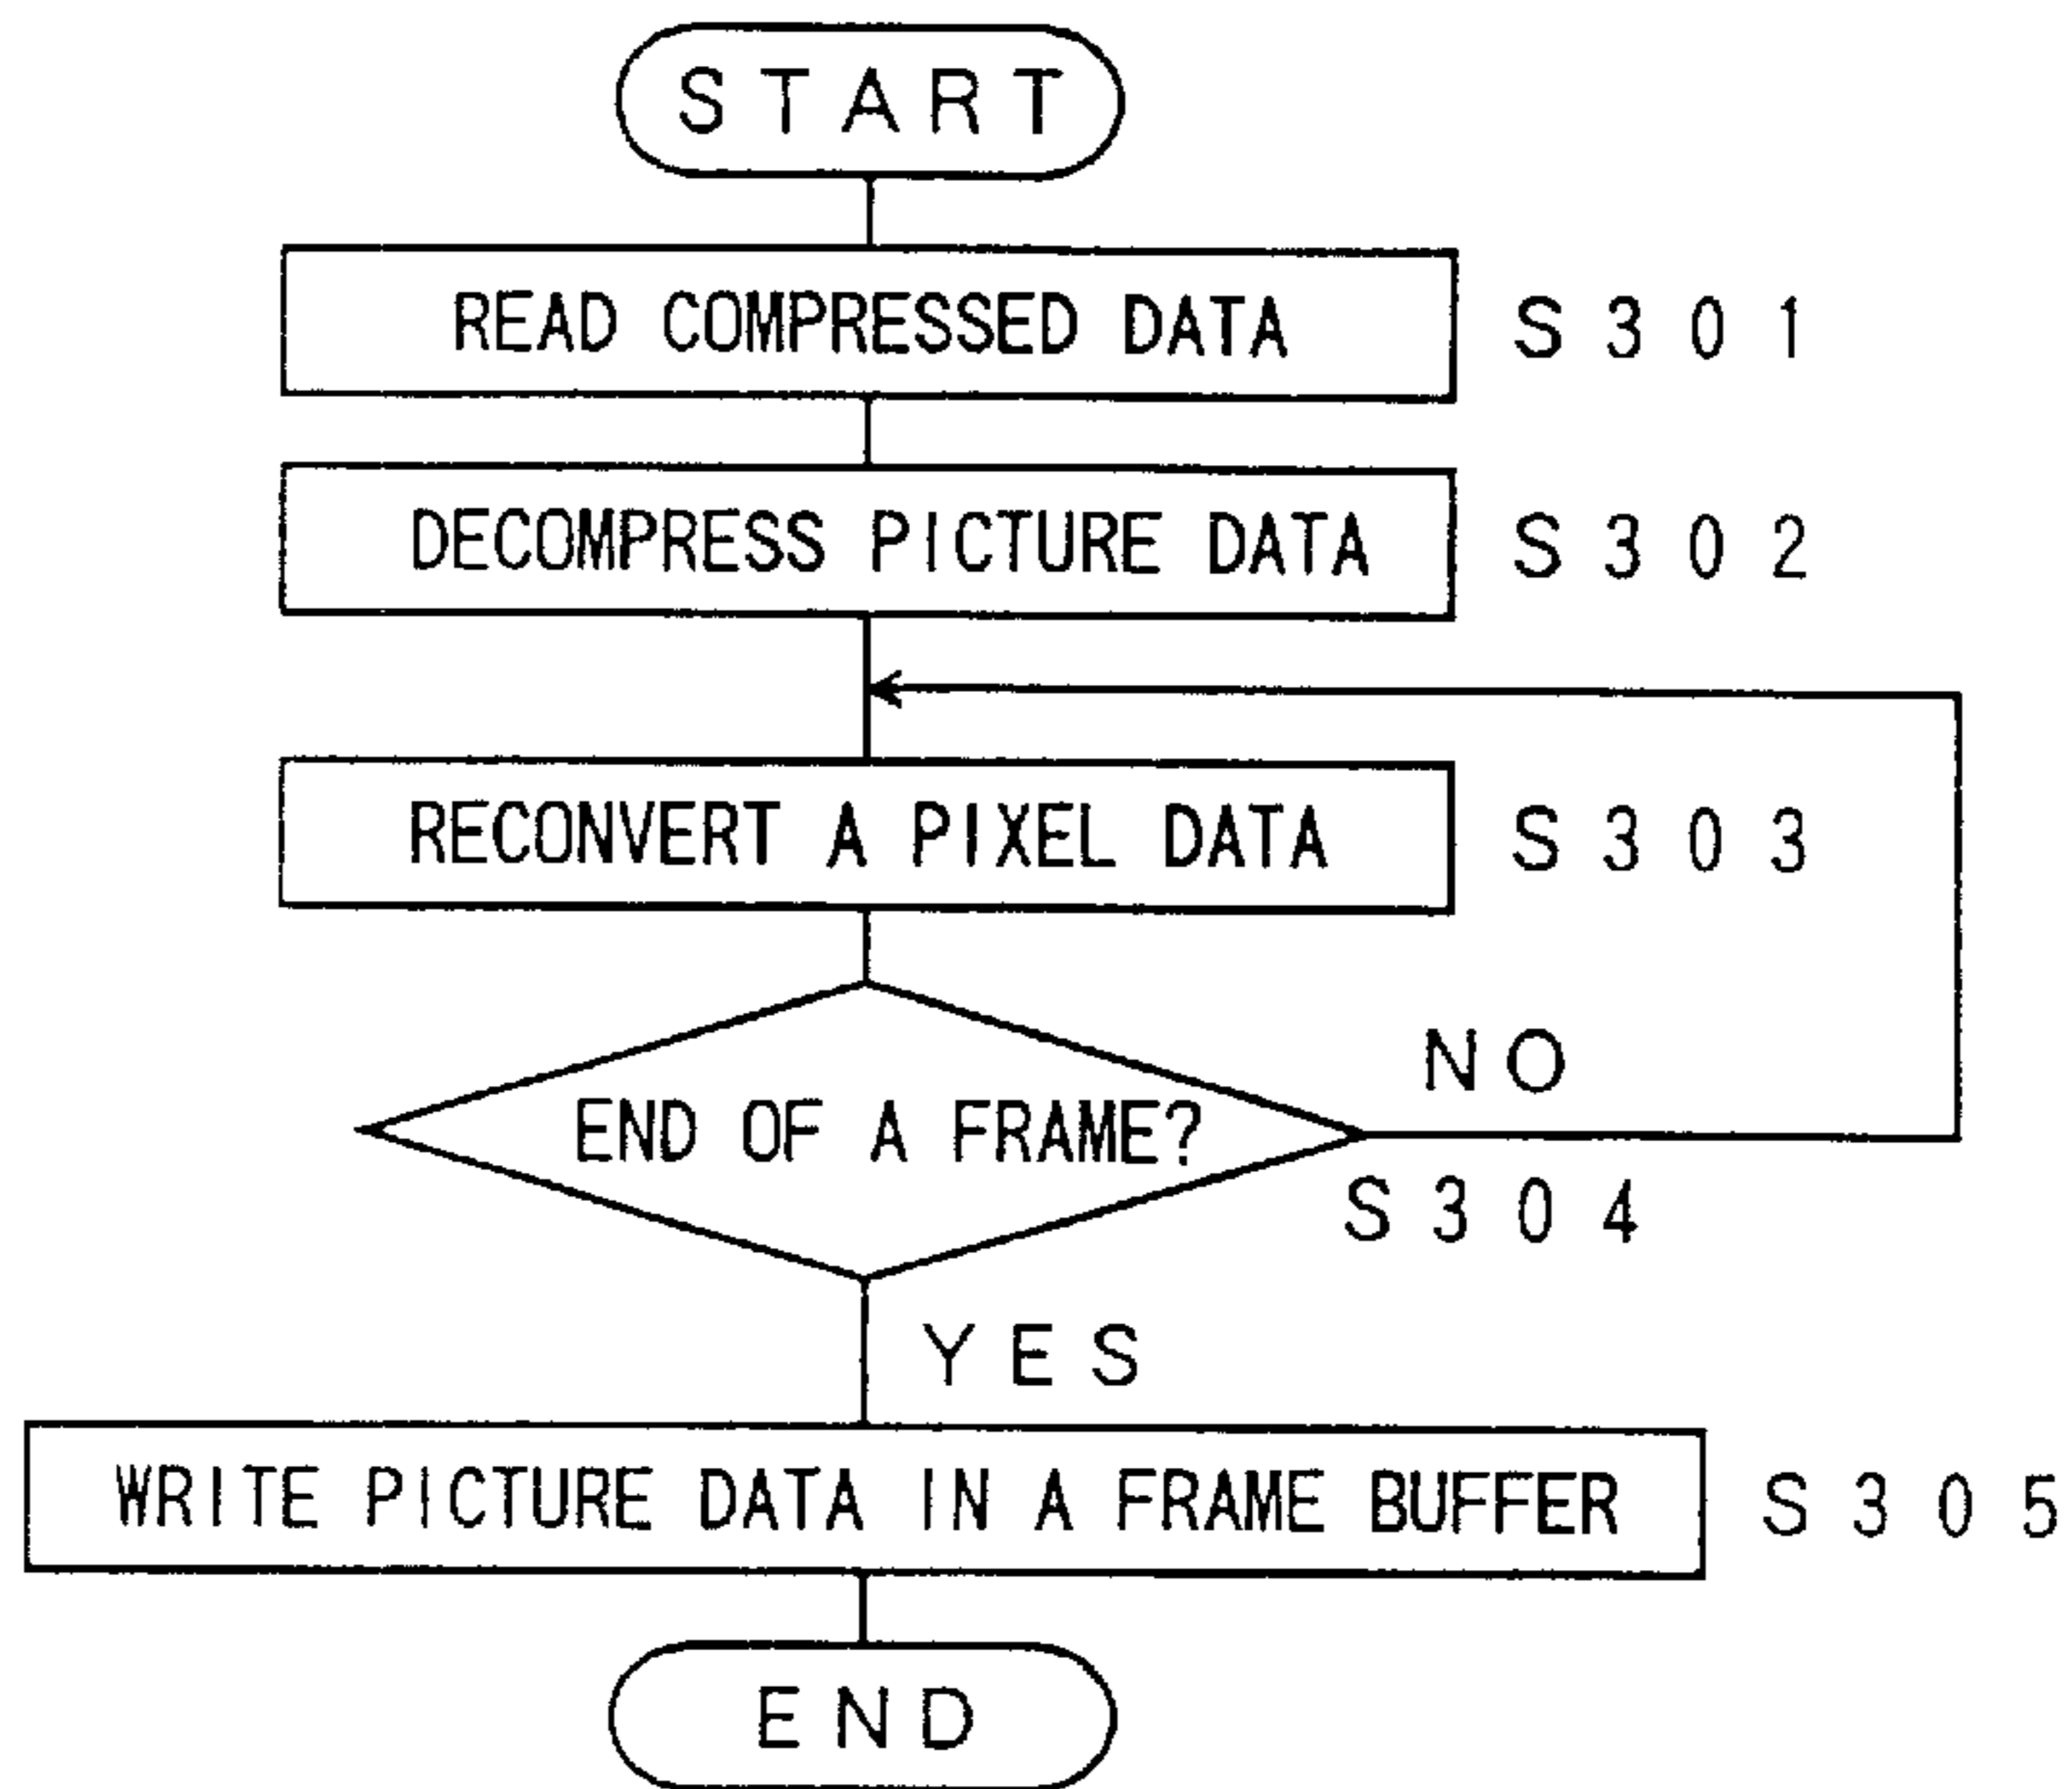 START
READ COMPRESSED DATA S301
DECOMPRESS PICTURE DATA S302
RECONVERT A PIXEL DATA S303
NO
END OF A FRAME?
S304
YES
WRITE PICTURE DATA IN A FRAME BUFFER S305
END